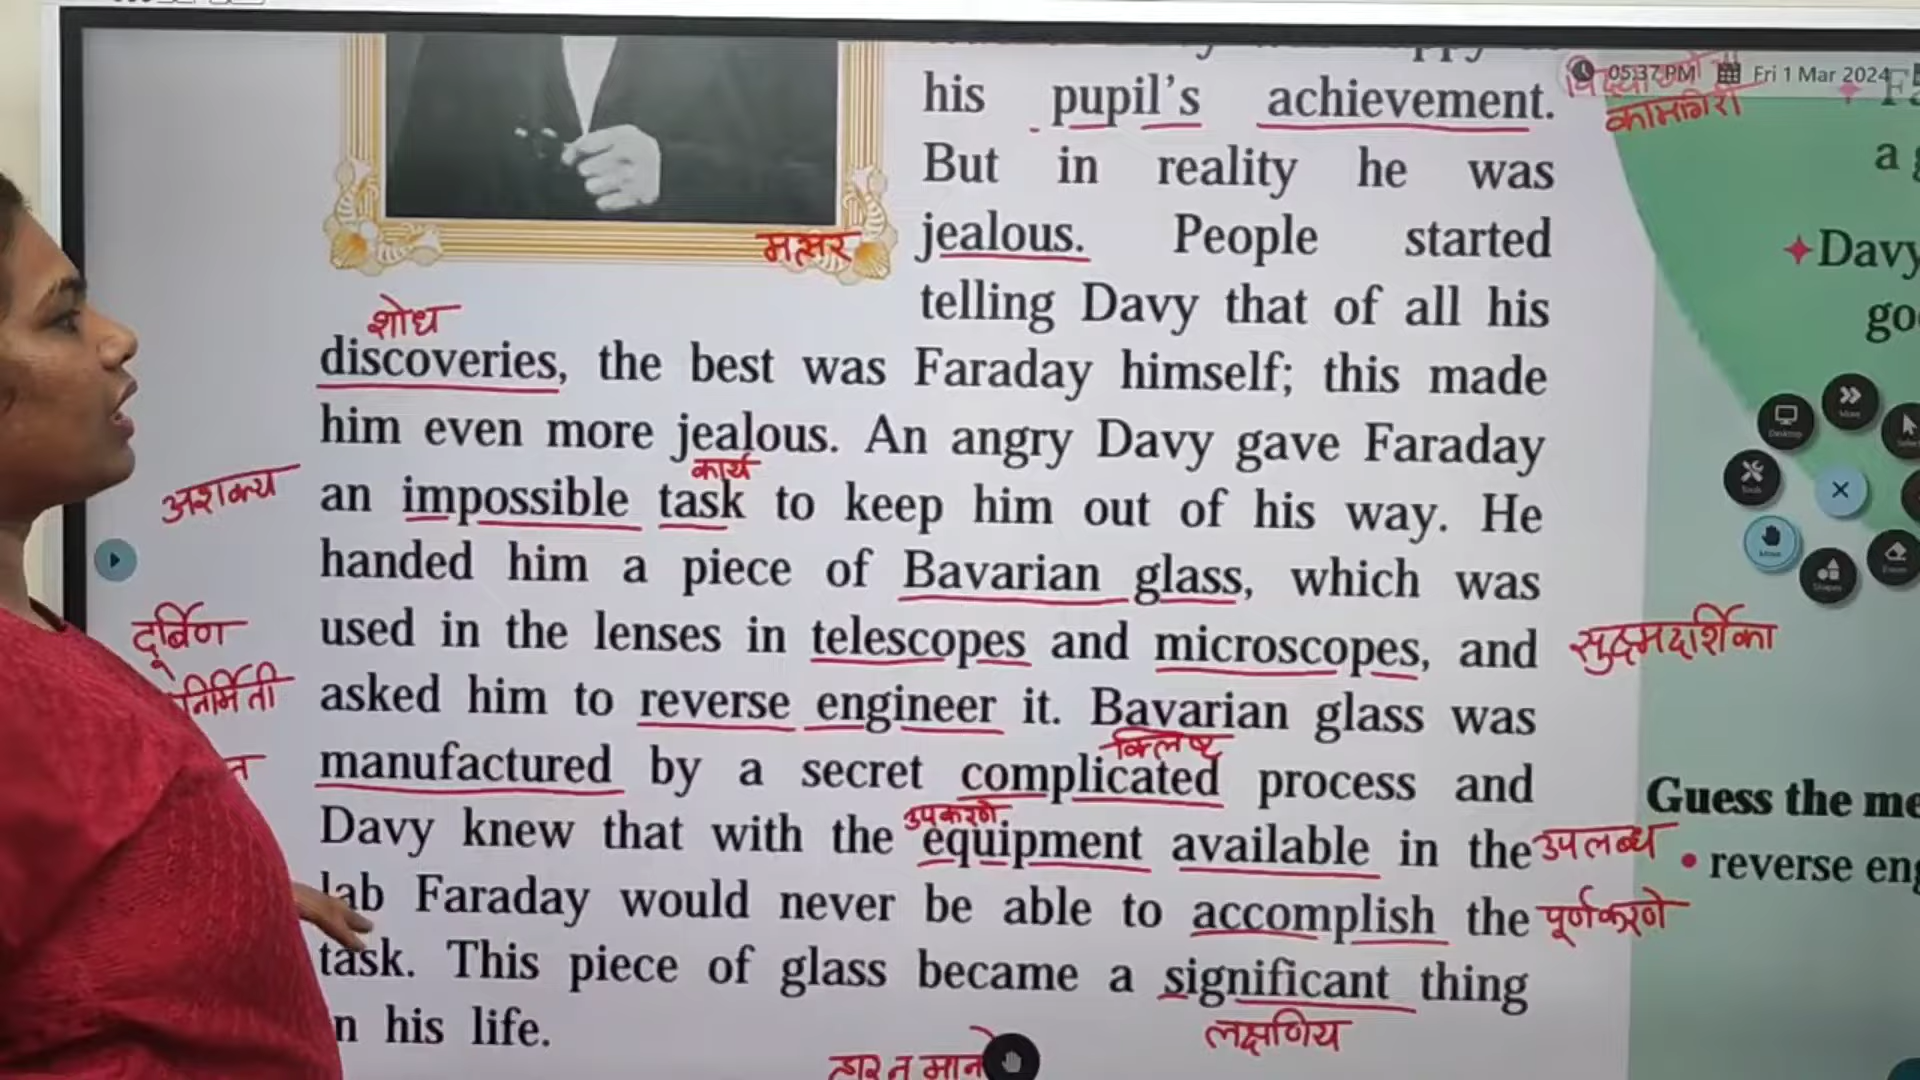 05:37 PM Fri 1 Mar 2024
his pupil's achievement.
कामगिरी
But in reality he was
a g
jealous. People started
मत्सर
Davy
telling Davy that of all his
go
शोध
discoveries, the best was Faraday himself; this made
him even more jealous. An angry Davy gave Faraday
कार्य
अशक्य
an impossible task to keep him out of his way. He
handed him a piece of Bavarian glass, which was
दूर्बिण
used in the lenses in telescopes and microscopes, and
सुक्ष्मदर्शिका
निर्मिती
asked him to reverse engineer it. Bavarian glass was
क्लिष्ट
manufactured by a secret complicated process and
Guess the me
उपकरणे
Davy knew that with the equipment available in the
उपलब्ध
• reverse eng
lab Faraday would never be able to accomplish the
पूर्णकरणे
task. This piece of glass became a significant thing
n his life.
लक्षणिय
हार न मान